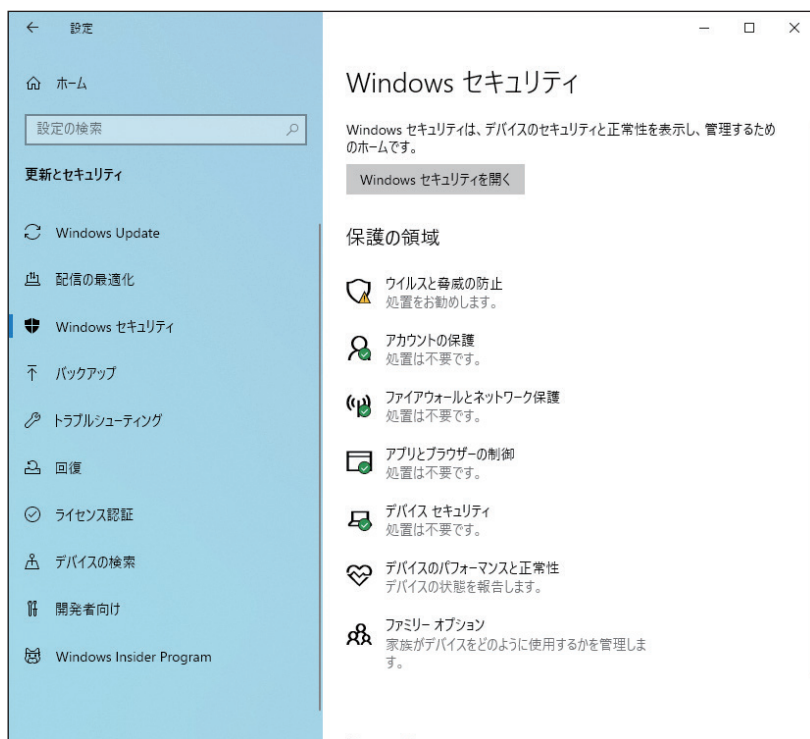 設定
ホーム
設定の検索
更新とセキュリティ
Windows Update
配信の最適化
Windows セキュリティ
バックアップ
トラブルシューティング
回復
ライセンス認証
デバイスの検索
開発者向け
Windows Insider Program
Windows セキュリティ
Windows セキュリティは、デバイスのセキュリティと正常性を表示し、管理するため
のホームです。
Windows セキュリティを開く
保護の領域
ウイルスと脅威の防止
処置をお勧めします。
アカウントの保護
処置は不要です。
ファイアウォールとネットワーク保護
処置は不要です。
アプリとブラウザーの制御
処置は不要です。
デバイス セキュリティ
処置は不要です。
デバイスのパフォーマンスと正常性
デバイスの状態を報告します。
ファミリー オプション
家族がデバイスをどのように使用するかを管理しま
す。